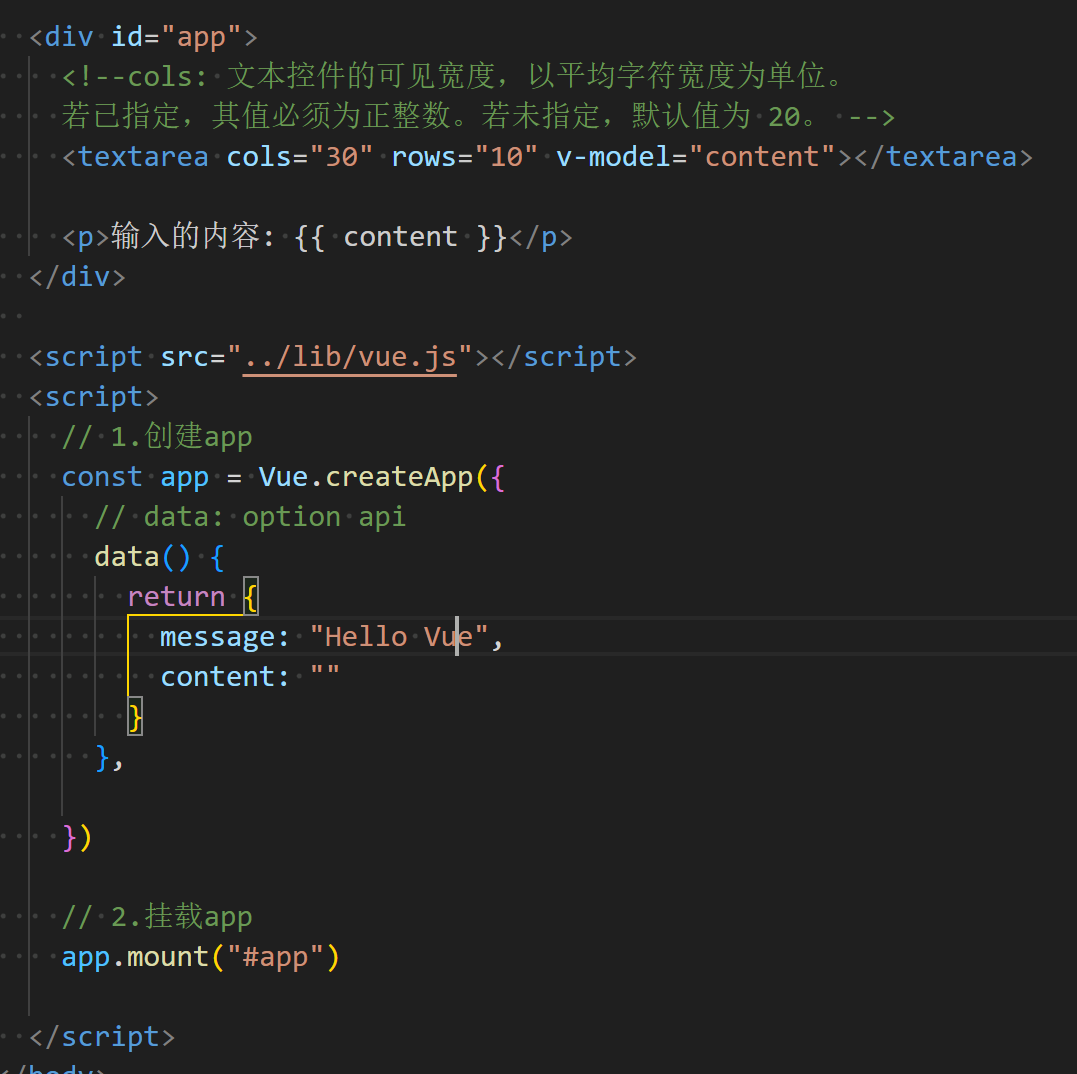 <div id="app">
<!--cols: 文本控件的可见宽度，以平均字符宽度为单位。
若已指定，其值必须为正整数。若未指定，默认值为 20。 -->
<textarea cols="30" rows="10" v-model="content"></textarea>
<p>输入的内容: {{ content }}</p>
</div>
<script src="../lib/vue.js"></script>
<script>
// 1.创建app
const app = Vue.createApp({
// data: option api
data() {
return {
message: "Hello Vue",
content: ""
}
},
})
// 2.挂载app
app.mount("#app")
</script>
</body>